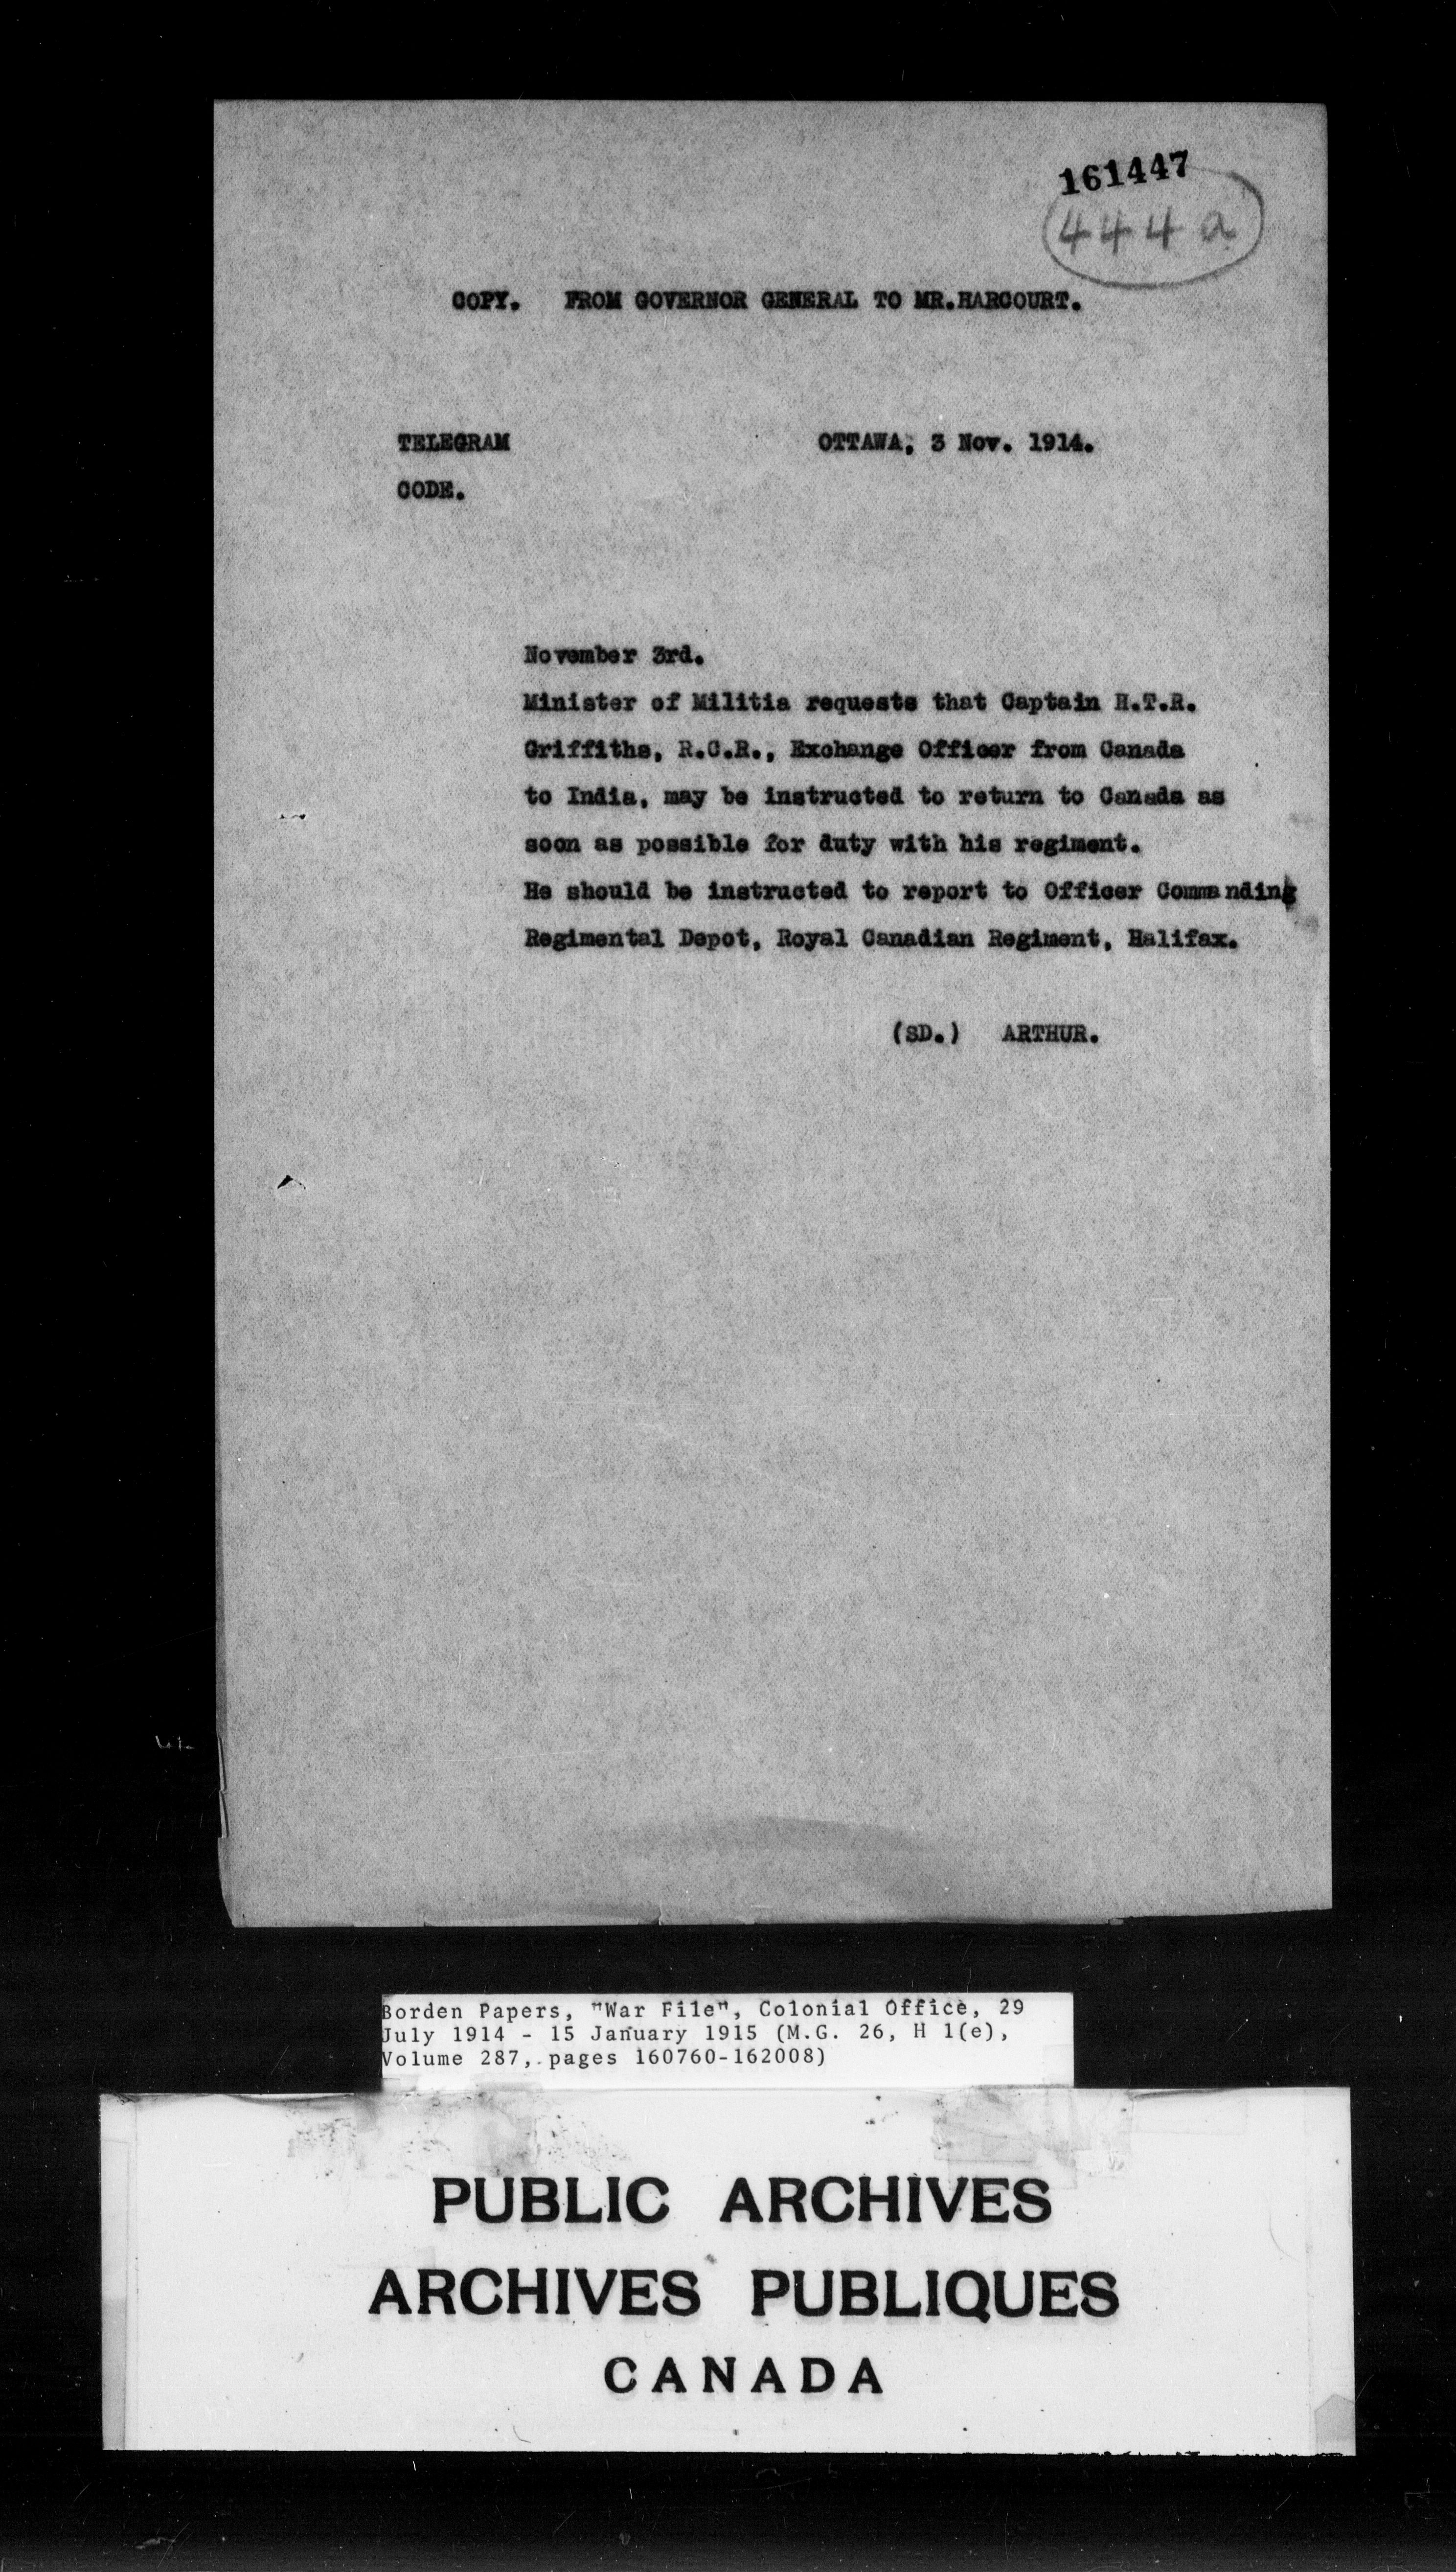 161447
444a
COPY. FROM GOVERNOR GENERAL TO MR.HARCOURT.
TELEGRAM OTTAWA, 3 Nov. 1914.
CODE.
November 3rd.
Minister of Militia requests that Captain H.T.R.
Griffiths, R.C.R., Exchange Officer from Canada
to India, may be instructed to return to Canada as
soon as possible for duty with his regiment.
He should be instructed to report to Officer Commanding
Regimental Depot, Royal Canadian Regiment, Halifax.
(SD.) ARTHUR.
Borden Papers, "War File", Colonial Office, 29
July 1914 - 15 January 1915 (M.G. 26, H 1(e),
Volume 287, pages 160760-162008)
PUBLIC ARCHIVES
ARCHIVES PUBLIQUES
CANADA